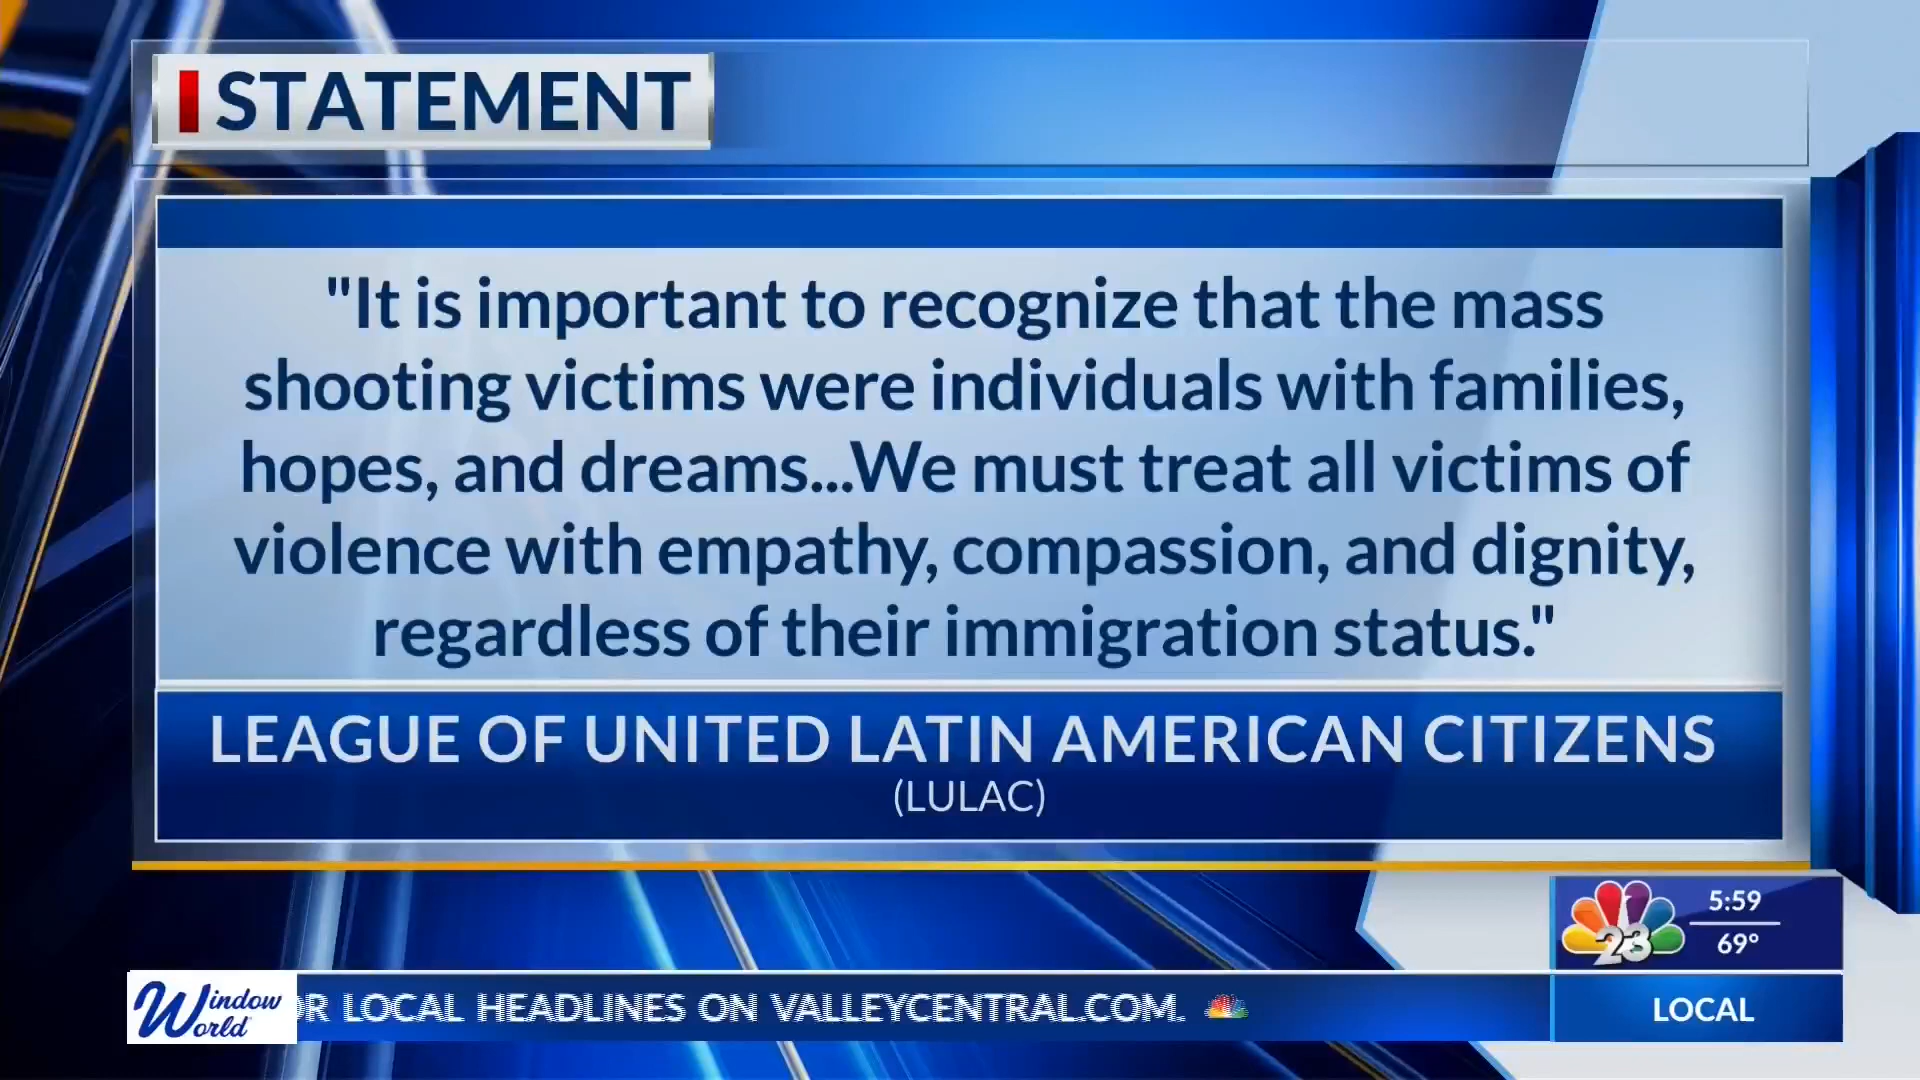 STATEMENT
"It is important to recognize that the mass
shooting victims were individuals with families,
hopes, and dreams...We must treat all victims of
violence with empathy, compassion, and dignity,
regardless of their immigration status."
LEAGUE OF UNITED LATIN AMERICAN CITIZENS
(LULAC)
23
5:59
69°
Window
World
OR LOCAL HEADLINES ON VALLEYCENTRAL.COM.
LOCAL